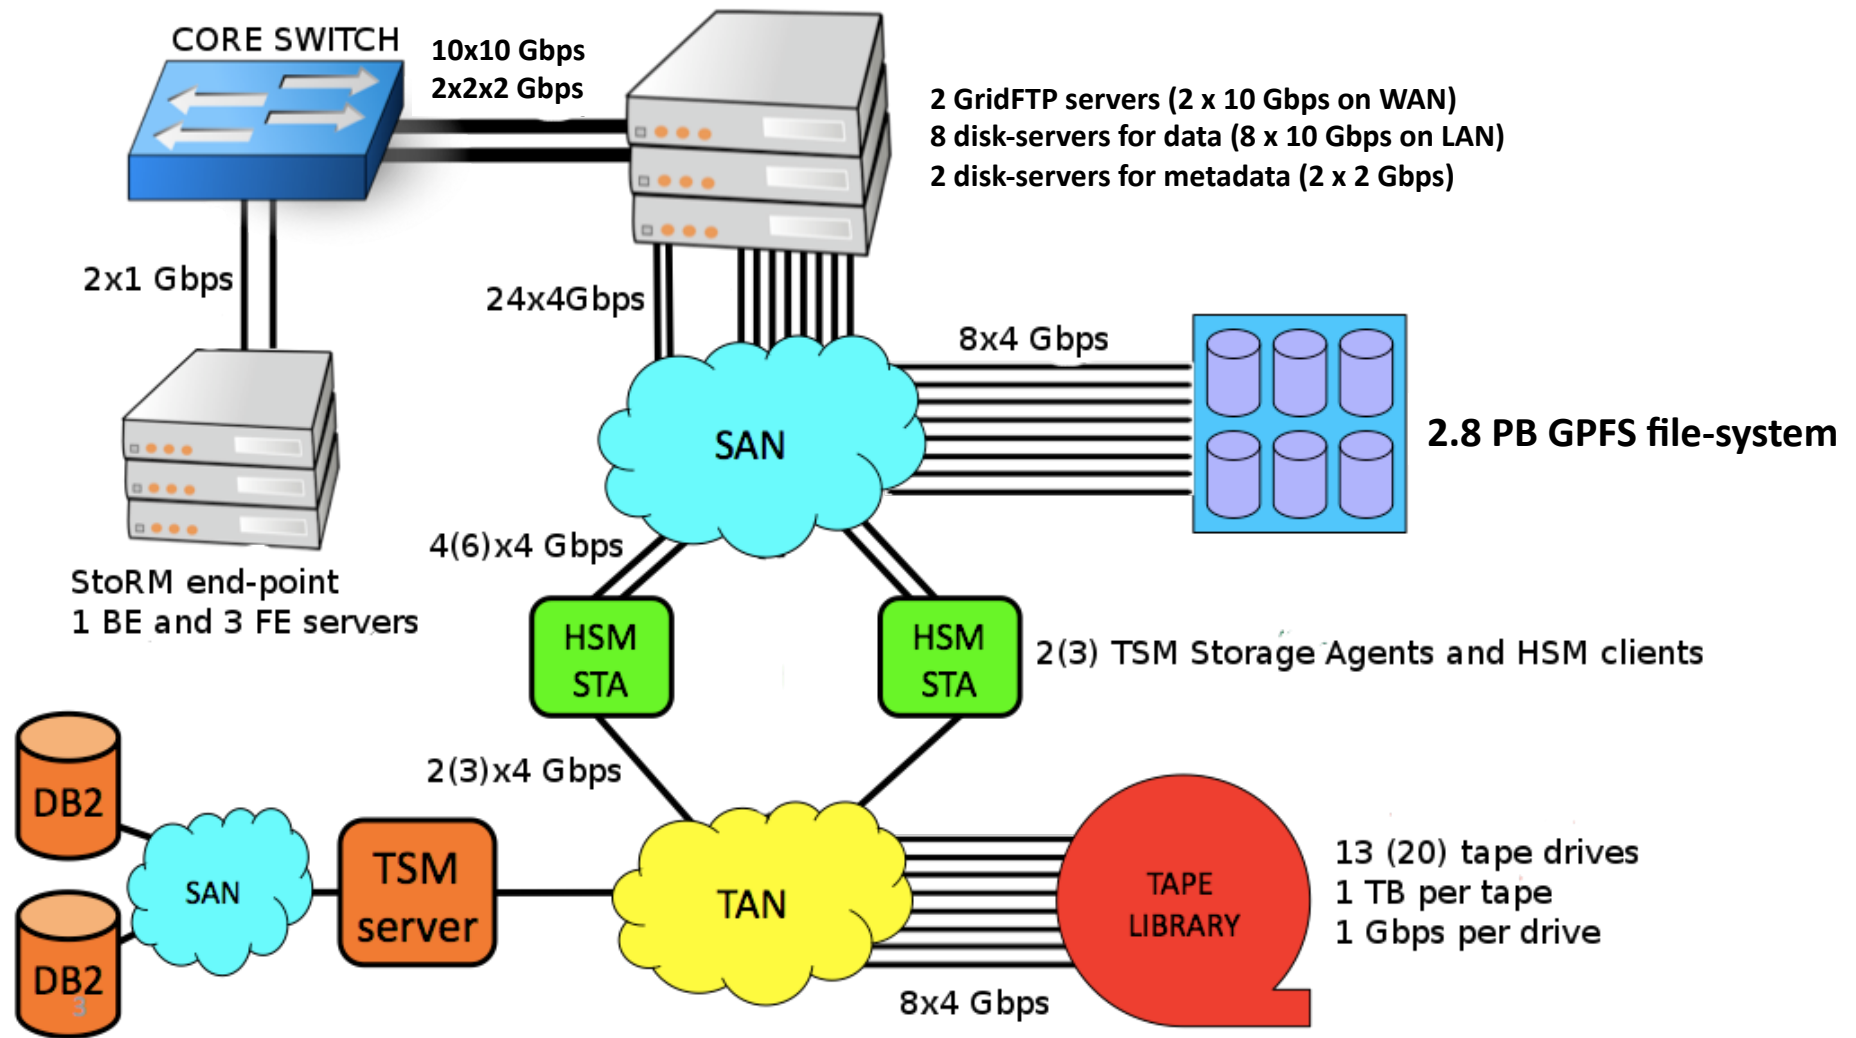 CORE SWITCH
10x10 Gbps
2x2x2 Gbps
2 GridFTP servers (2 x 10 Gbps on WAN)
8 disk-servers for data (8 x 10 Gbps on LAN)
2 disk-servers for metadata (2 x 2 Gbps)
2x1 Gbps
24x4Gbps
8x4 Gbps
SAN
2.8 PB GPFS file-system
4(6)x4 Gbps
StoRM end-point
1 BE and 3 FE servers
HSM
STA
HSM
STA
2(3) TSM Storage Agents and HSM clients
2(3)x4 Gbps
DB2
SAN
TSM
server
TAN
TAPE
LIBRARY
13 (20) tape drives
1 TB per tape
1 Gbps per drive
DB2
3
8x4 Gbps